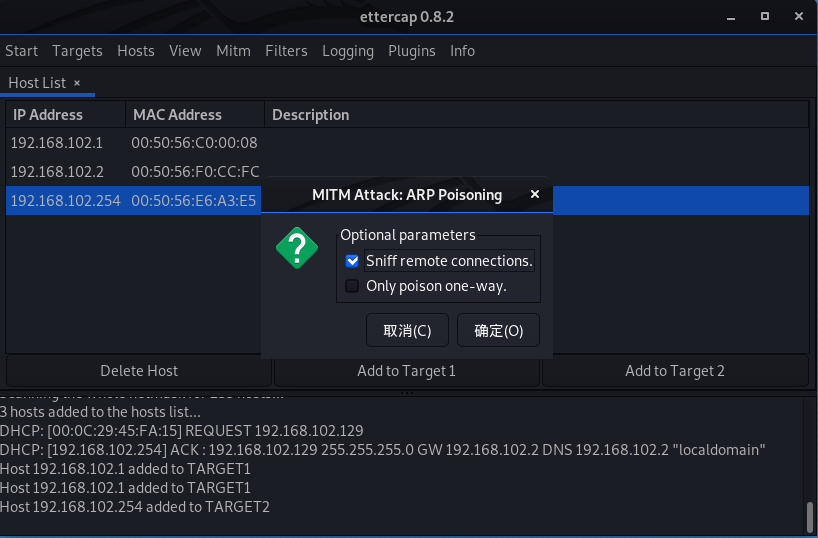 ettercap 0.8.2
Start Targets Hosts View Mitm Filters Logging Plugins Info
Host List ×
IP Address MAC Address Description
192.168.102.1 00:50:56:C0:00:08
192.168.102.2 00:50:56:F0:CC:FC
192.168.102.254 00:50:56:E6:A3:E5
MITM Attack: ARP Poisoning
Optional parameters
Sniff remote connections.
Only poison one-way.
取消(C) 确定(O)
Delete Host Add to Target 1 Add to Target 2
3 hosts added to the hosts list...
DHCP: [00:0C:29:45:FA:15] REQUEST 192.168.102.129
DHCP: [192.168.102.254] ACK : 192.168.102.129 255.255.255.0 GW 192.168.102.2 DNS 192.168.102.2 "localdomain"
Host 192.168.102.1 added to TARGET1
Host 192.168.102.1 added to TARGET1
Host 192.168.102.254 added to TARGET2